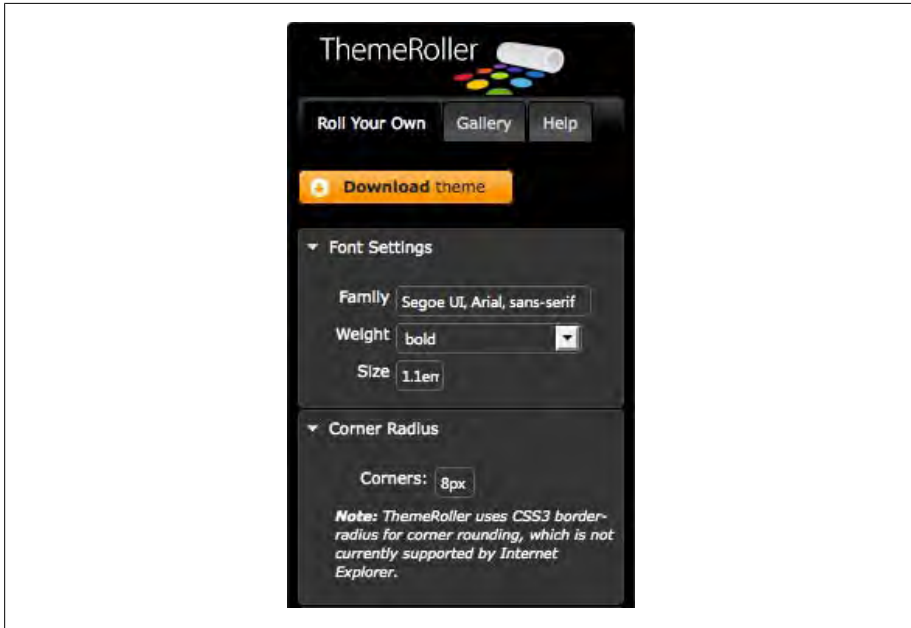 ThemeRoller
Roll Your Own Gallery Help
Download theme
Font Settings
Family Segoe UI, Arial, sans-serif
Weight bold
Size 1.1em
Corner Radius
Corners: 8px
Note: ThemeRoller uses CSS3 border-
radius for corner rounding, which is not
currently supported by Internet
Explorer.